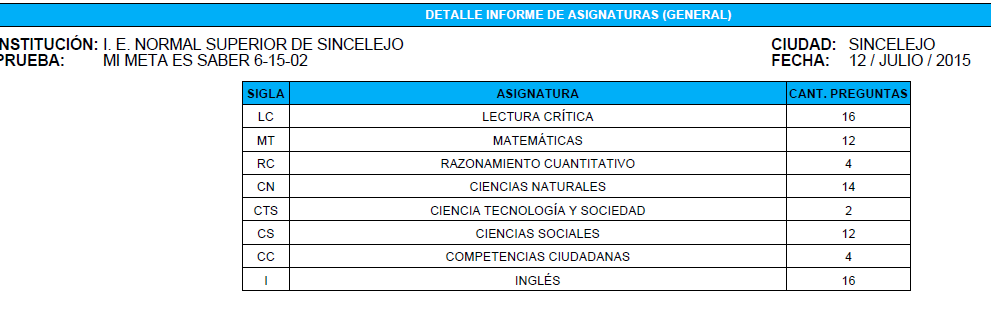 DETALLE INFORME DE ASIGNATURAS (GENERAL)
NSTITUCIÓN: I. E. NORMAL SUPERIOR DE SINCELEJO CIUDAD: SINCELEJO
PRUEBA: MI META ES SABER 6-15-02 FECHA: 12 / JULIO / 2015
SIGLA ASIGNATURA CANT. PREGUNTAS
LC LECTURA CRÍTICA 16
MT MATEMÁTICAS 12
RC RAZONAMIENTO CUANTITATIVO 4
CN CIENCIAS NATURALES 14
CTS CIENCIA TECNOLOGÍA Y SOCIEDAD 2
CS CIENCIAS SOCIALES 12
CC COMPETENCIAS CIUDADANAS 4
I INGLÉS 16